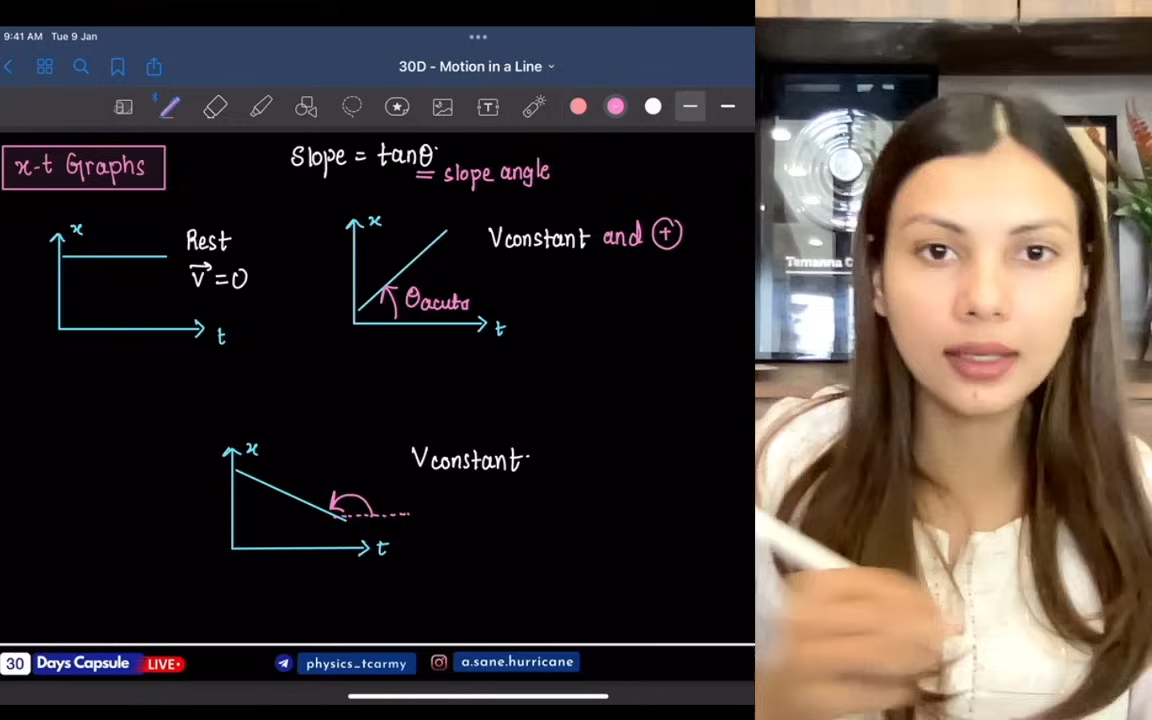 9:41 AM Tue 9 Jan
30D - Motion in a Line
x-t Graphs
Slope = tanθ
= slope angle
x
Rest
V = 0
t
x
Vconstant and +
θacute
t
x
Vconstant
t
30 Days Capsule LIVE
physics_tcarmy
a.sane.hurricane